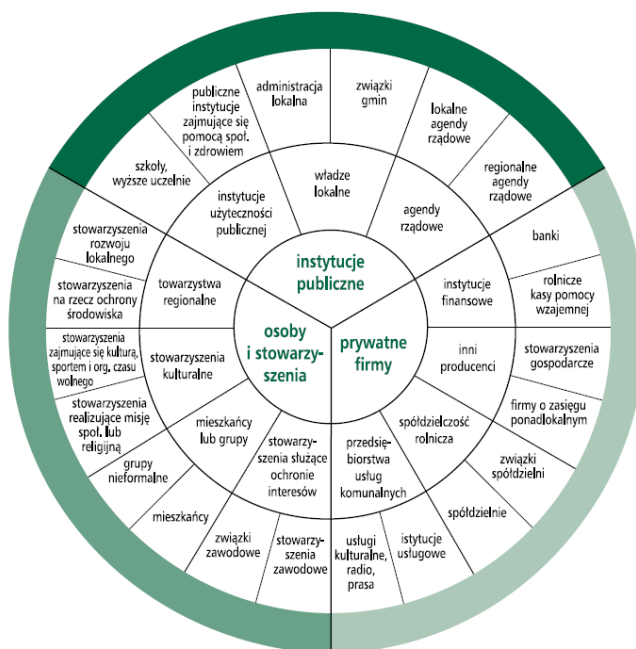 publiczne
instytucje
zajmujące się
pomocą społ.
i zdrowiem
administracja
lokalna
związki
gmin
lokalne
agendy
rządowe
szkoły,
wyższe uczelnie
regionalne
agendy
rządowe
instytucje
użyteczności
publicznej
władze
lokalne
agendy
rządowe
stowarzyszenia
rozwoju
lokalnego
banki
instytucje
publiczne
stowarzyszenia
na rzecz ochrony
środowiska
towarzystwa
regionalne
instytucje
finansowe
rolnicze
kasy pomocy
wzajemnej
osoby
i stowarzy-
szenia
prywatne
firmy
stowarzyszenia
zajmujące się kulturą,
sportem i org. czasu
wolnego
stowarzyszenia
kulturalne
inni
producenci
stowarzyszenia
gospodarcze
stowarzyszenia
realizujące misję
społ. lub
religijną
mieszkańcy
lub grupy
spółdzielczość
rolnicza
firmy o zasięgu
ponadlokalnym
grupy
nieformalne
stowarzy-
szenia służące
ochronie
interesów
przedsię-
biorstwa
usług
komunalnych
związki
spółdzielni
mieszkańcy
spółdzielnie
związki
zawodowe
stowarzy-
szenia
zawodowe
usługi
kulturalne,
radio,
prasa
istytucje
usługowe